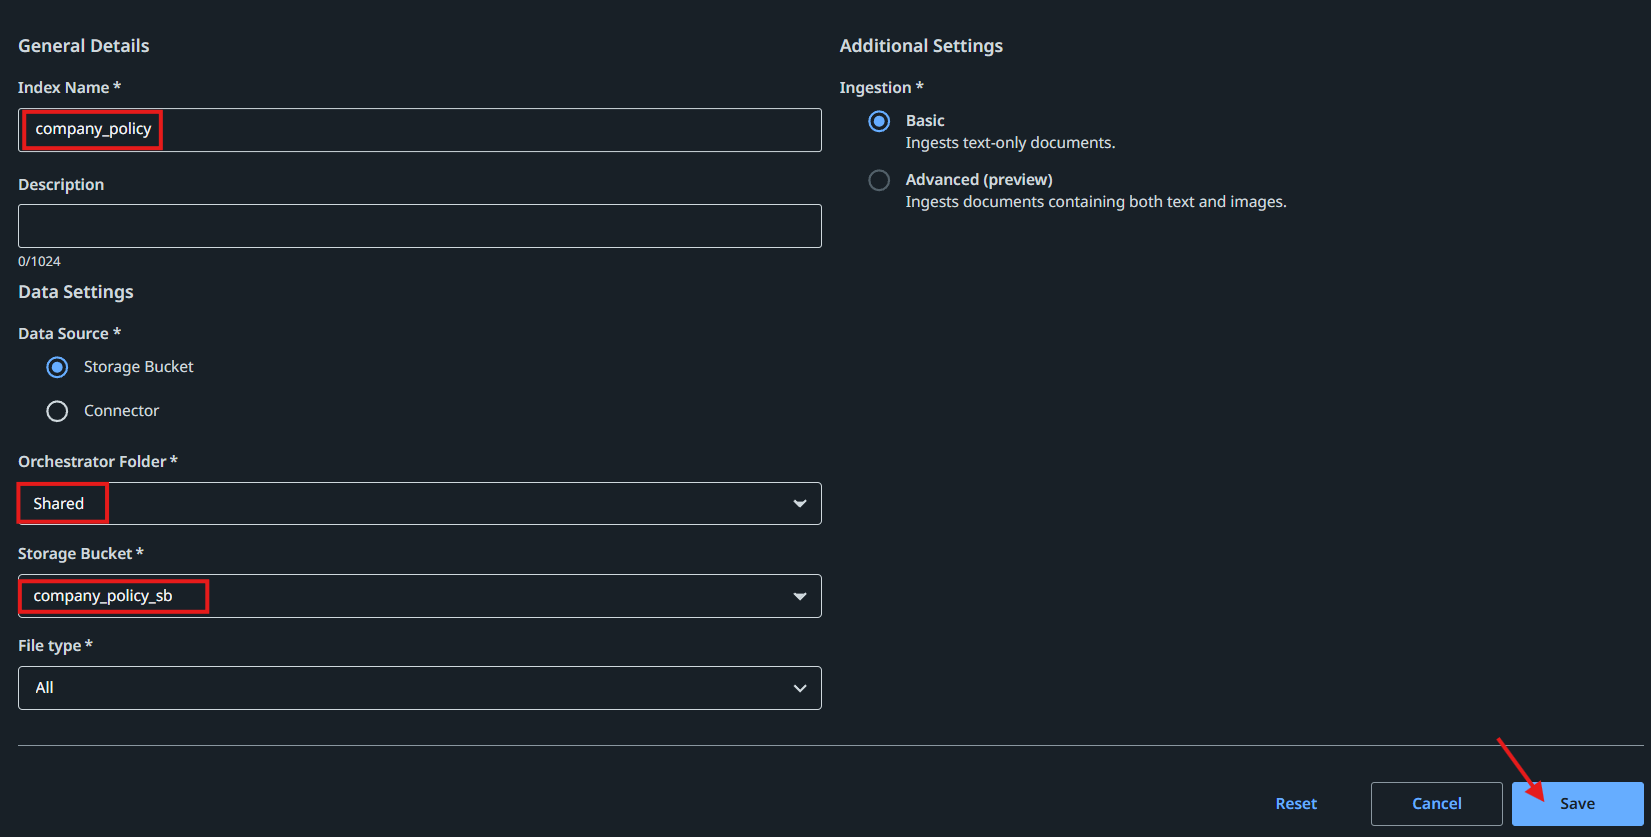 General Details
Index Name *
company_policy
Description
0/1024
Data Settings
Data Source *
Storage Bucket
Connector
Orchestrator Folder *
Shared
Storage Bucket *
company_policy_sb
File type *
All
Additional Settings
Ingestion *
Basic
Ingests text-only documents.
Advanced (preview)
Ingests documents containing both text and images.
Reset
Cancel
Save